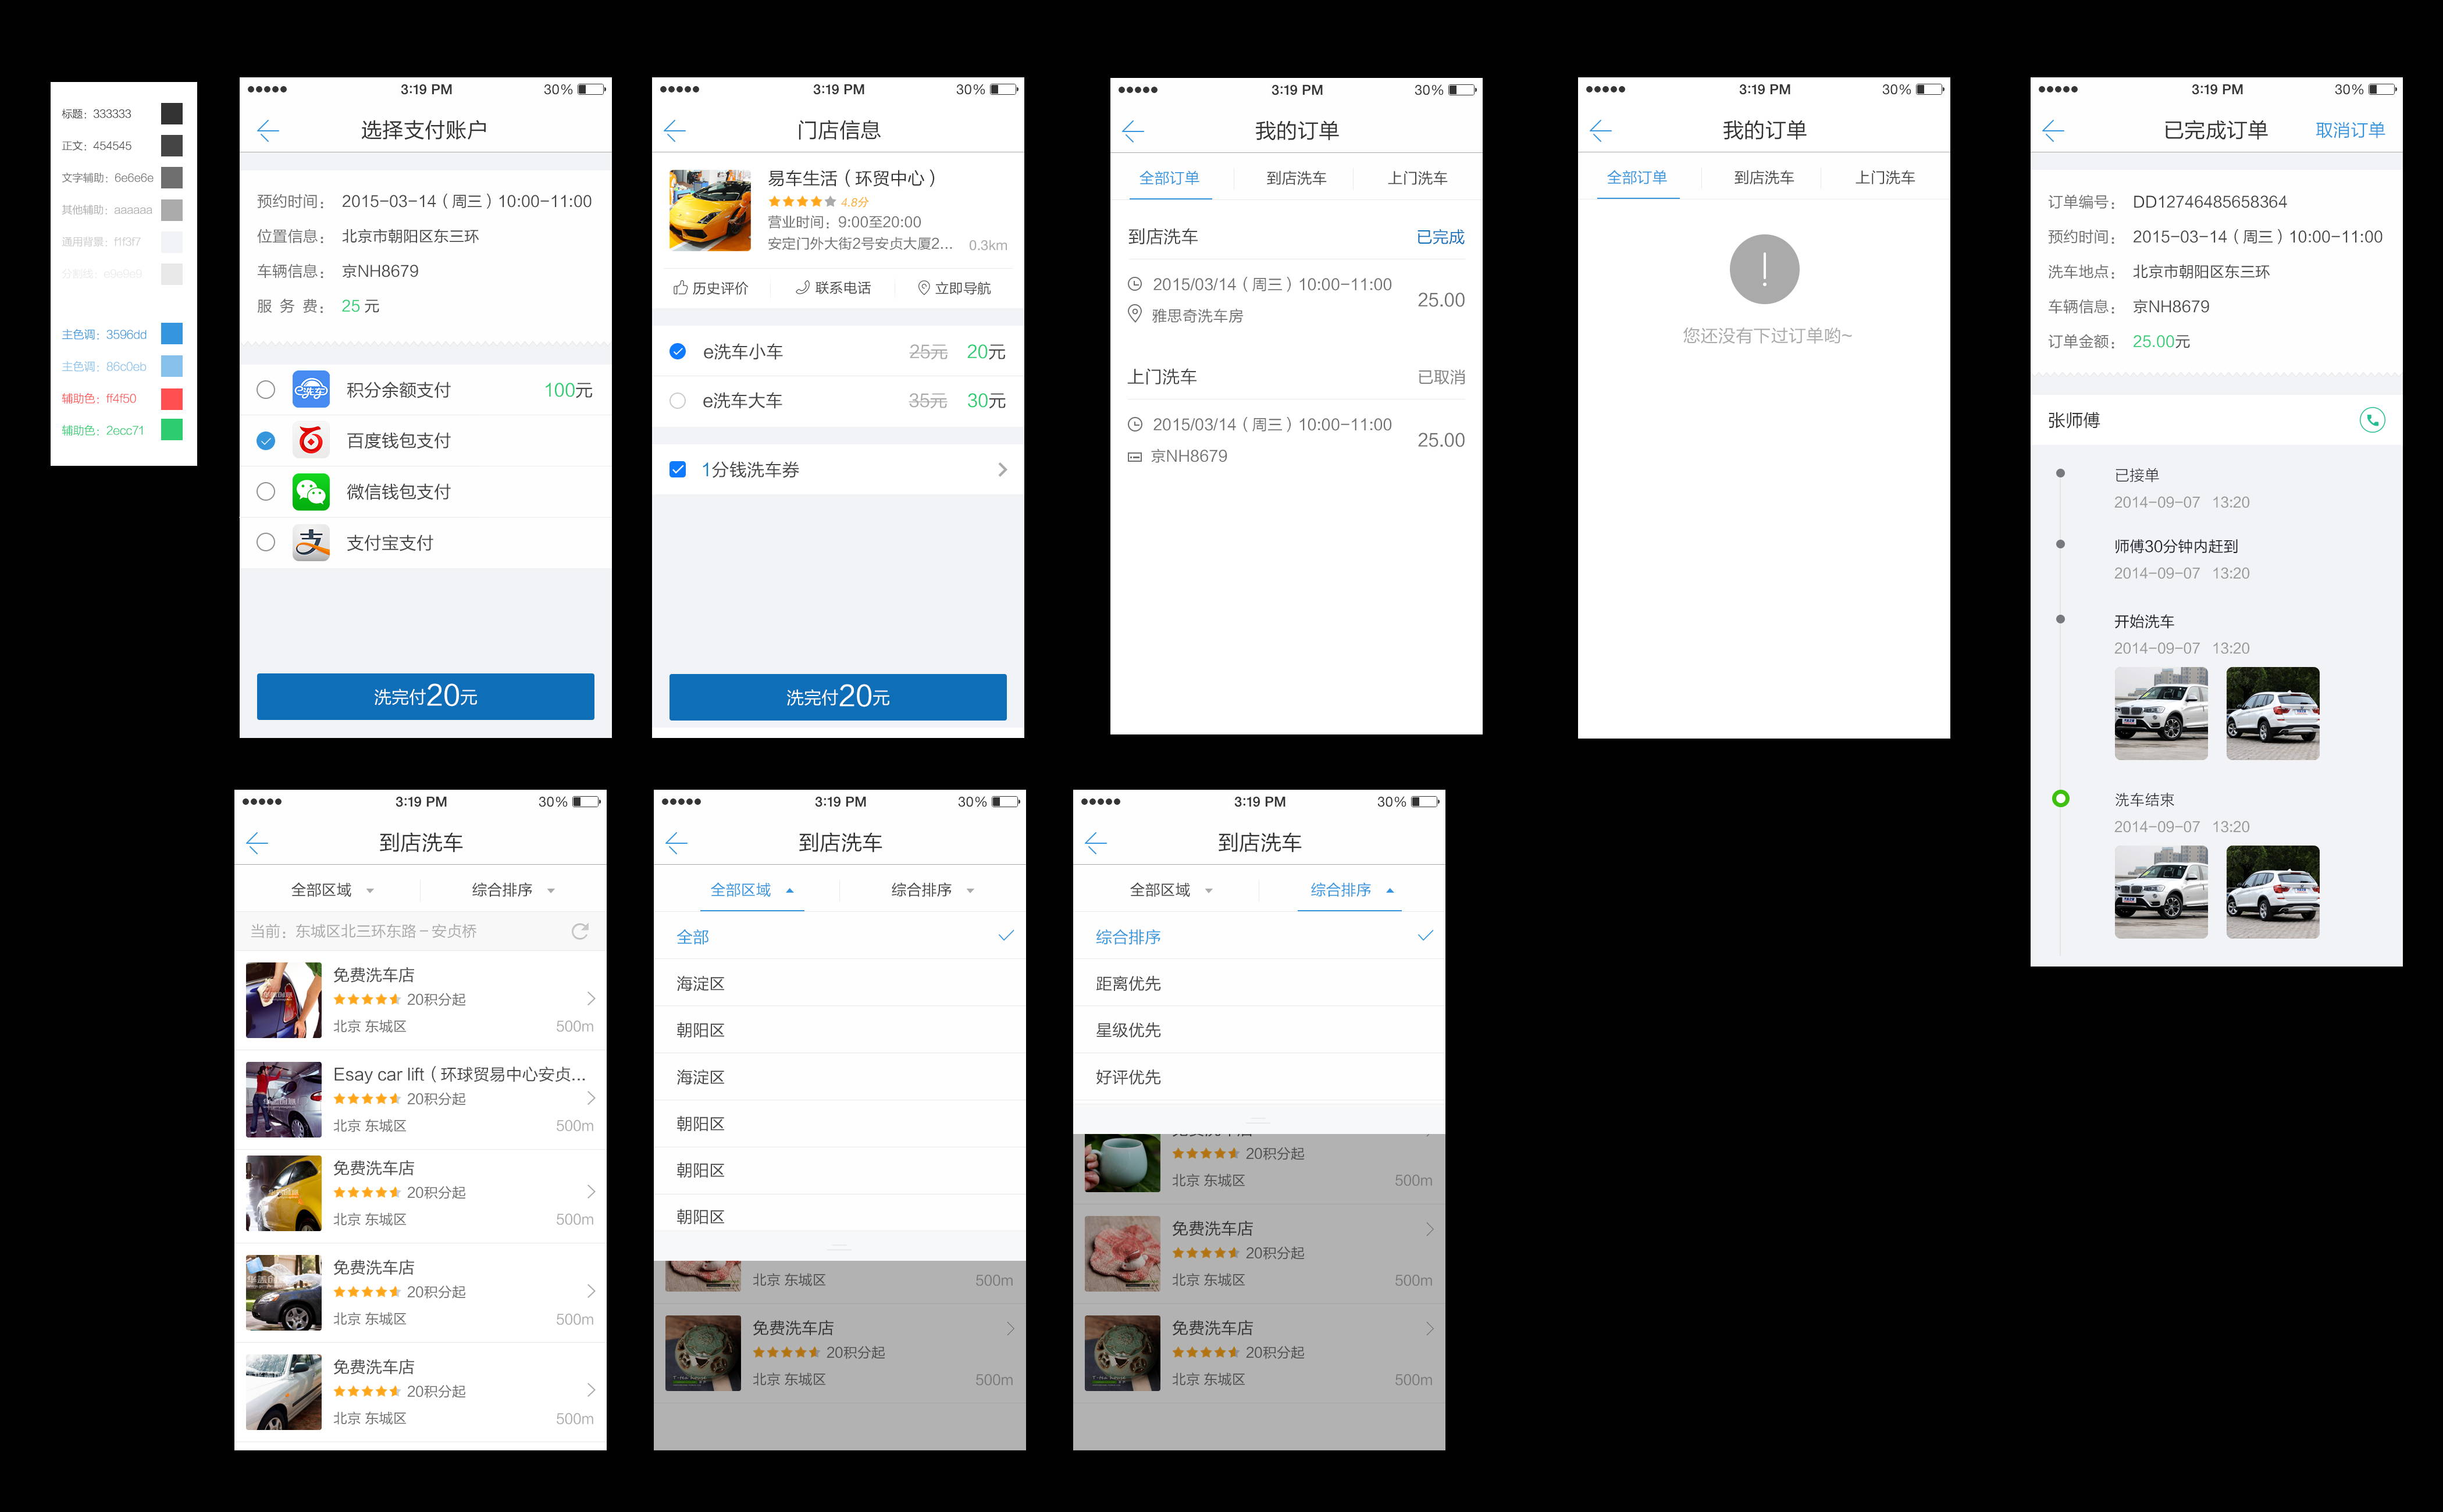 标题：333333
正文：454545
文字辅助：6e6e6e
其他辅助：aaaaaa
通用背景：f1f3f7
分割线：e9e9e9
主色调：3596dd
主色调：86c0eb
辅助色：ff4f50
辅助色：2ecc71
3:19 PM 30%
选择支付账户
预约时间： 2015-03-14（周三）10:00-11:00
位置信息： 北京市朝阳区东三环
车辆信息： 京NH8679
服 务 费： 25 元
e洗车
积分余额支付 100元
百度钱包支付
微信钱包支付
支 支付宝支付
洗完付20元
3:19 PM 30%
门店信息
易车生活（环贸中心）
4.8分
营业时间：9:00至20:00
安定门外大街2号安贞大厦2... 0.3km
历史评价 联系电话 立即导航
e洗车小车 25元 20元
e洗车大车 35元 30元
1分钱洗车券
洗完付20元
3:19 PM 30%
我的订单
全部订单 到店洗车 上门洗车
到店洗车 已完成
2015/03/14（周三）10:00-11:00
25.00
雅思奇洗车房
上门洗车 已取消
2015/03/14（周三）10:00-11:00
25.00
京NH8679
3:19 PM 30%
我的订单
全部订单 到店洗车 上门洗车
!
您还没有下过订单哟~
3:19 PM 30%
已完成订单 取消订单
订单编号： DD12746485658364
预约时间： 2015-03-14（周三）10:00-11:00
洗车地点： 北京市朝阳区东三环
车辆信息： 京NH8679
订单金额： 25.00元
张师傅
已接单
2014-09-07 13:20
师傅30分钟内赶到
2014-09-07 13:20
开始洗车
2014-09-07 13:20
洗车结束
2014-09-07 13:20
3:19 PM 30%
到店洗车
全部区域 综合排序
当前：东城区北三环东路-安贞桥
免费洗车店
20积分起
北京 东城区 500m
Esay car lift（环球贸易中心安贞...
20积分起
北京 东城区 500m
免费洗车店
20积分起
北京 东城区 500m
免费洗车店
20积分起
北京 东城区 500m
免费洗车店
20积分起
北京 东城区 500m
3:19 PM 30%
到店洗车
全部区域 综合排序
全部
海淀区
朝阳区
海淀区
朝阳区
朝阳区
朝阳区
北京 东城区 500m
免费洗车店
20积分起
北京 东城区 500m
3:19 PM 30%
到店洗车
全部区域 综合排序
综合排序
距离优先
星级优先
好评优先
免费洗车店
20积分起
北京 东城区 500m
免费洗车店
20积分起
北京 东城区 500m
免费洗车店
20积分起
北京 东城区 500m